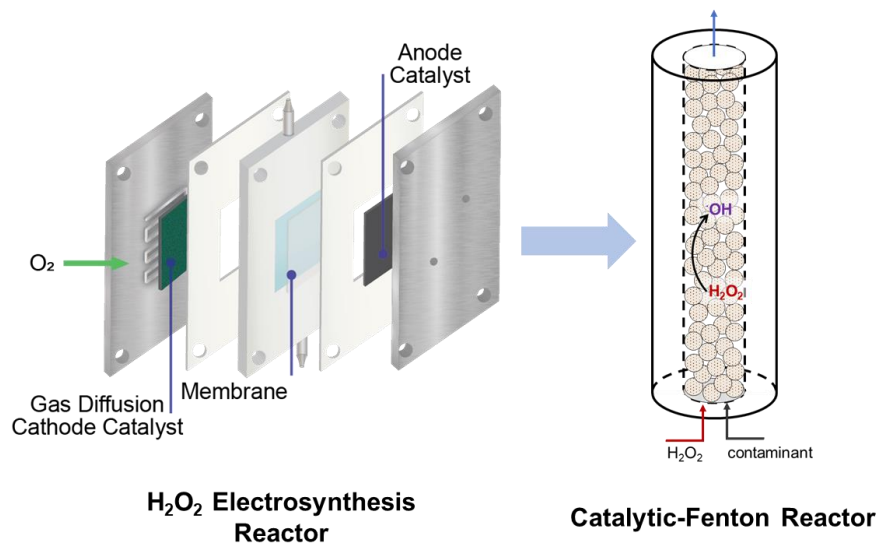 Anode
Catalyst
O₂
Membrane
Gas Diffusion
Cathode Catalyst
H₂O₂ Electrosynthesis
Reactor
OH
H₂O₂
H₂O₂
contaminant
Catalytic-Fenton Reactor